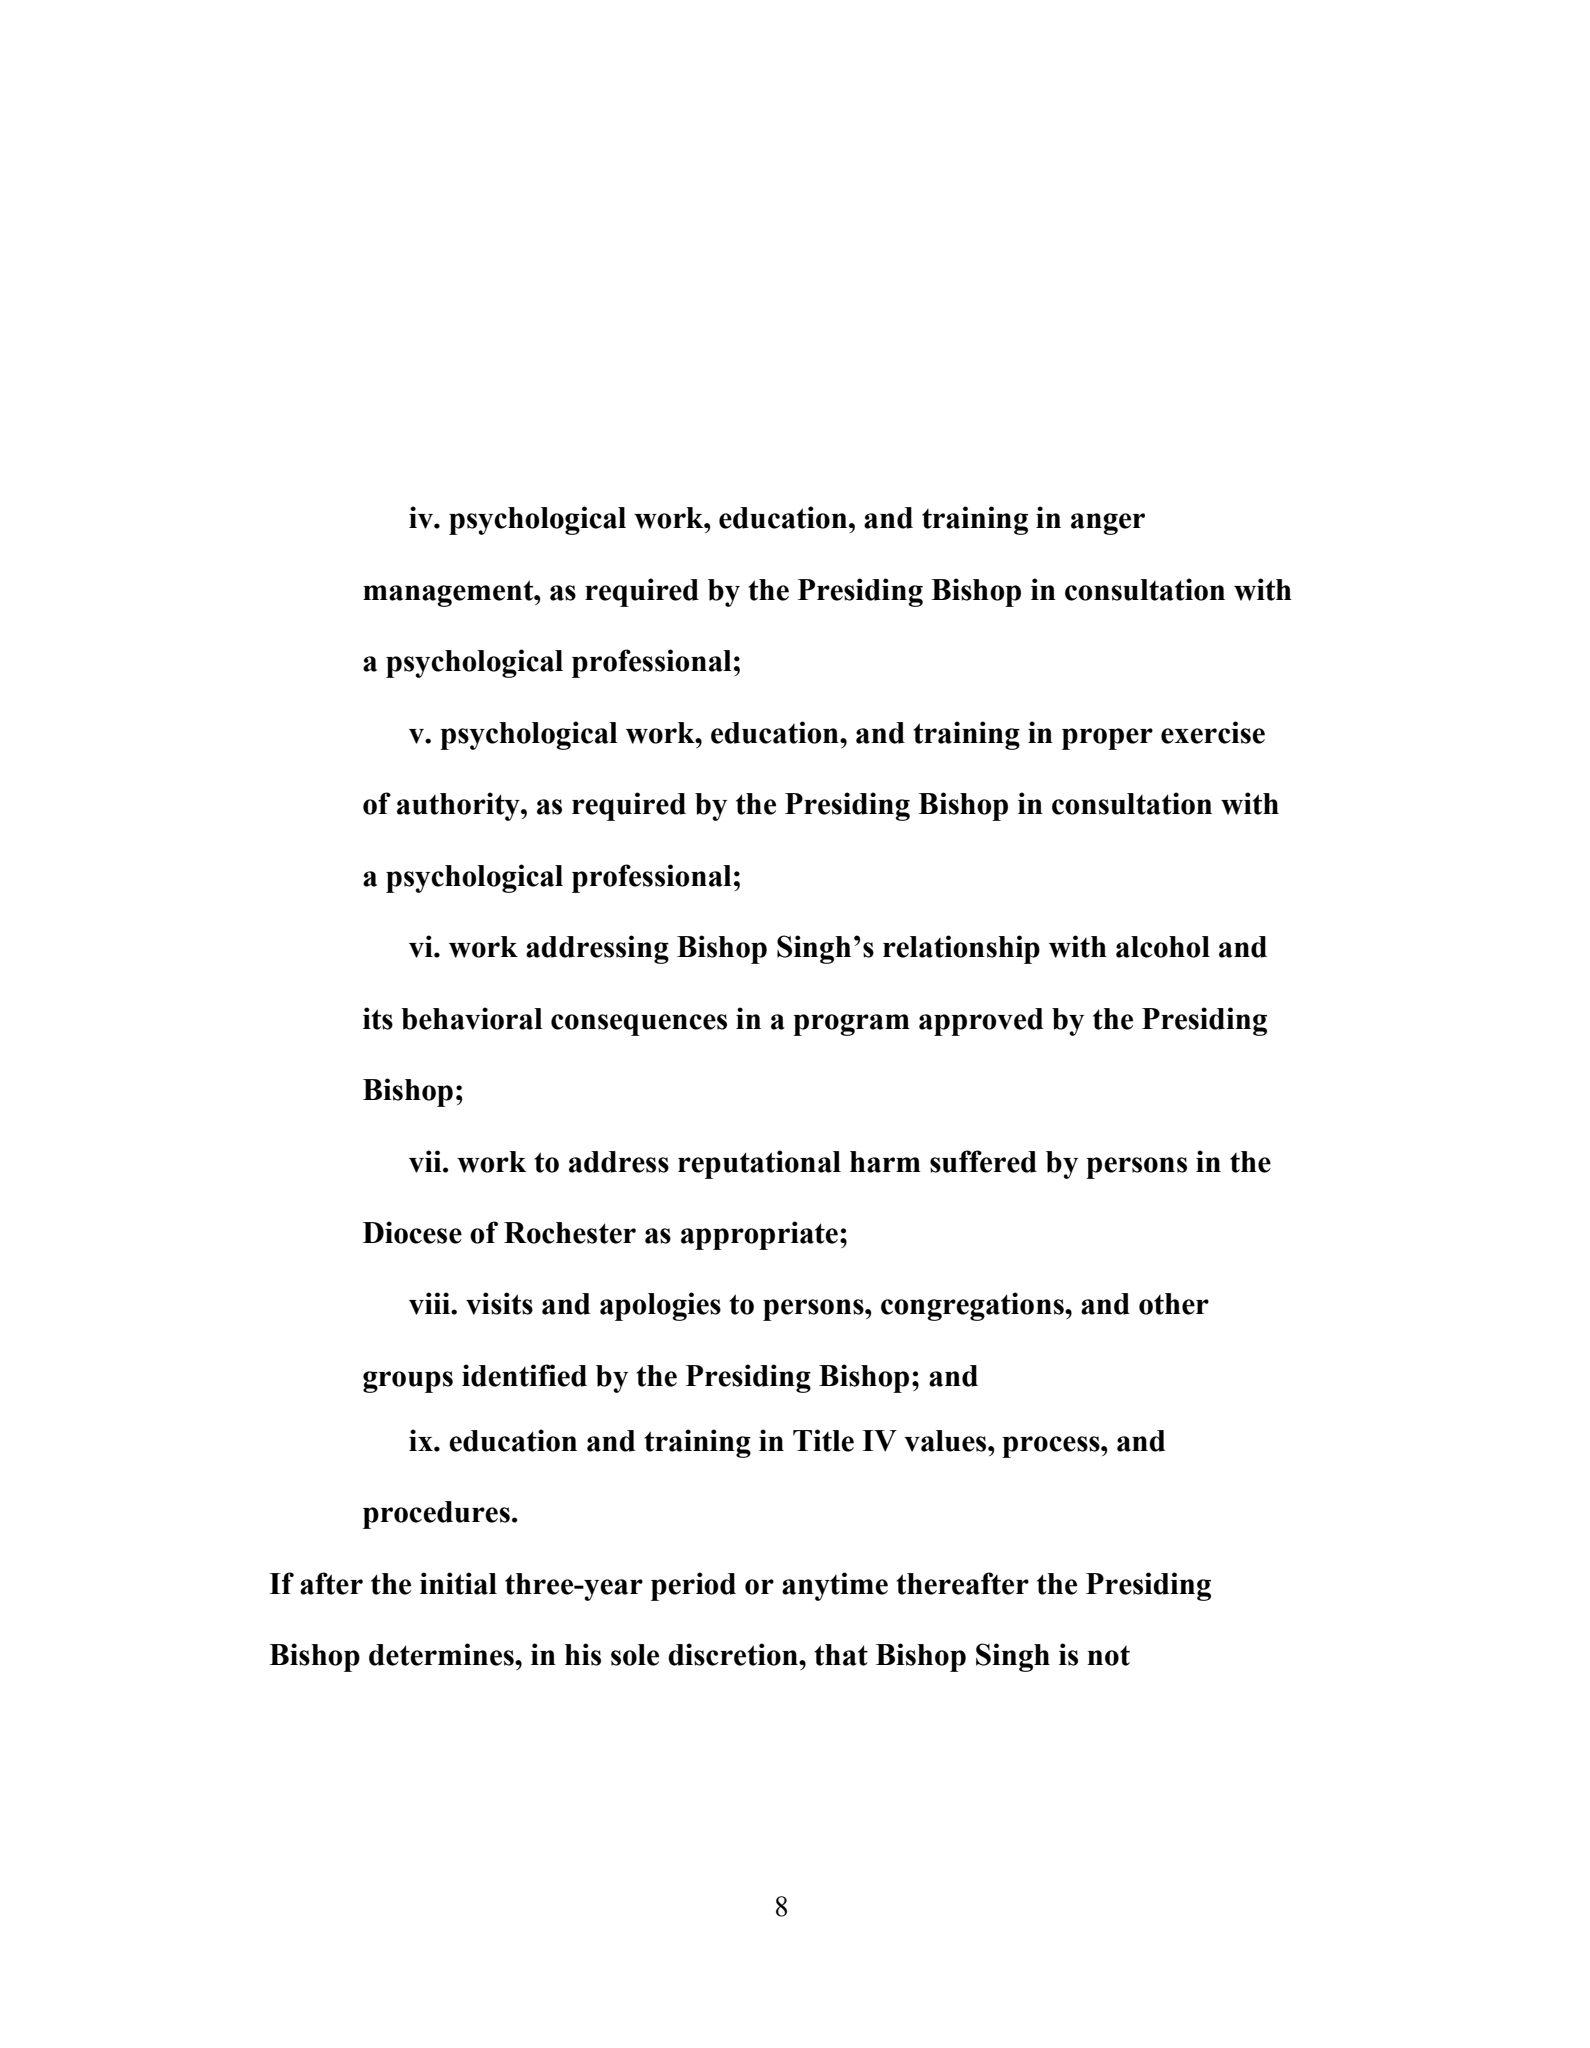 iv. psychological work, education, and training in anger
management, as required by the Presiding Bishop in consultation with
a psychological professional;
v. psychological work, education, and training in proper exercise
of authority, as required by the Presiding Bishop in consultation with
a psychological professional;
vi. work addressing Bishop Singh’s relationship with alcohol and
its behavioral consequences in a program approved by the Presiding
Bishop;
vii. work to address reputational harm suffered by persons in the
Diocese of Rochester as appropriate;
viii. visits and apologies to persons, congregations, and other
groups identified by the Presiding Bishop; and
ix. education and training in Title IV values, process, and
procedures.
If after the initial three-year period or anytime thereafter the Presiding
Bishop determines, in his sole discretion, that Bishop Singh is not
8